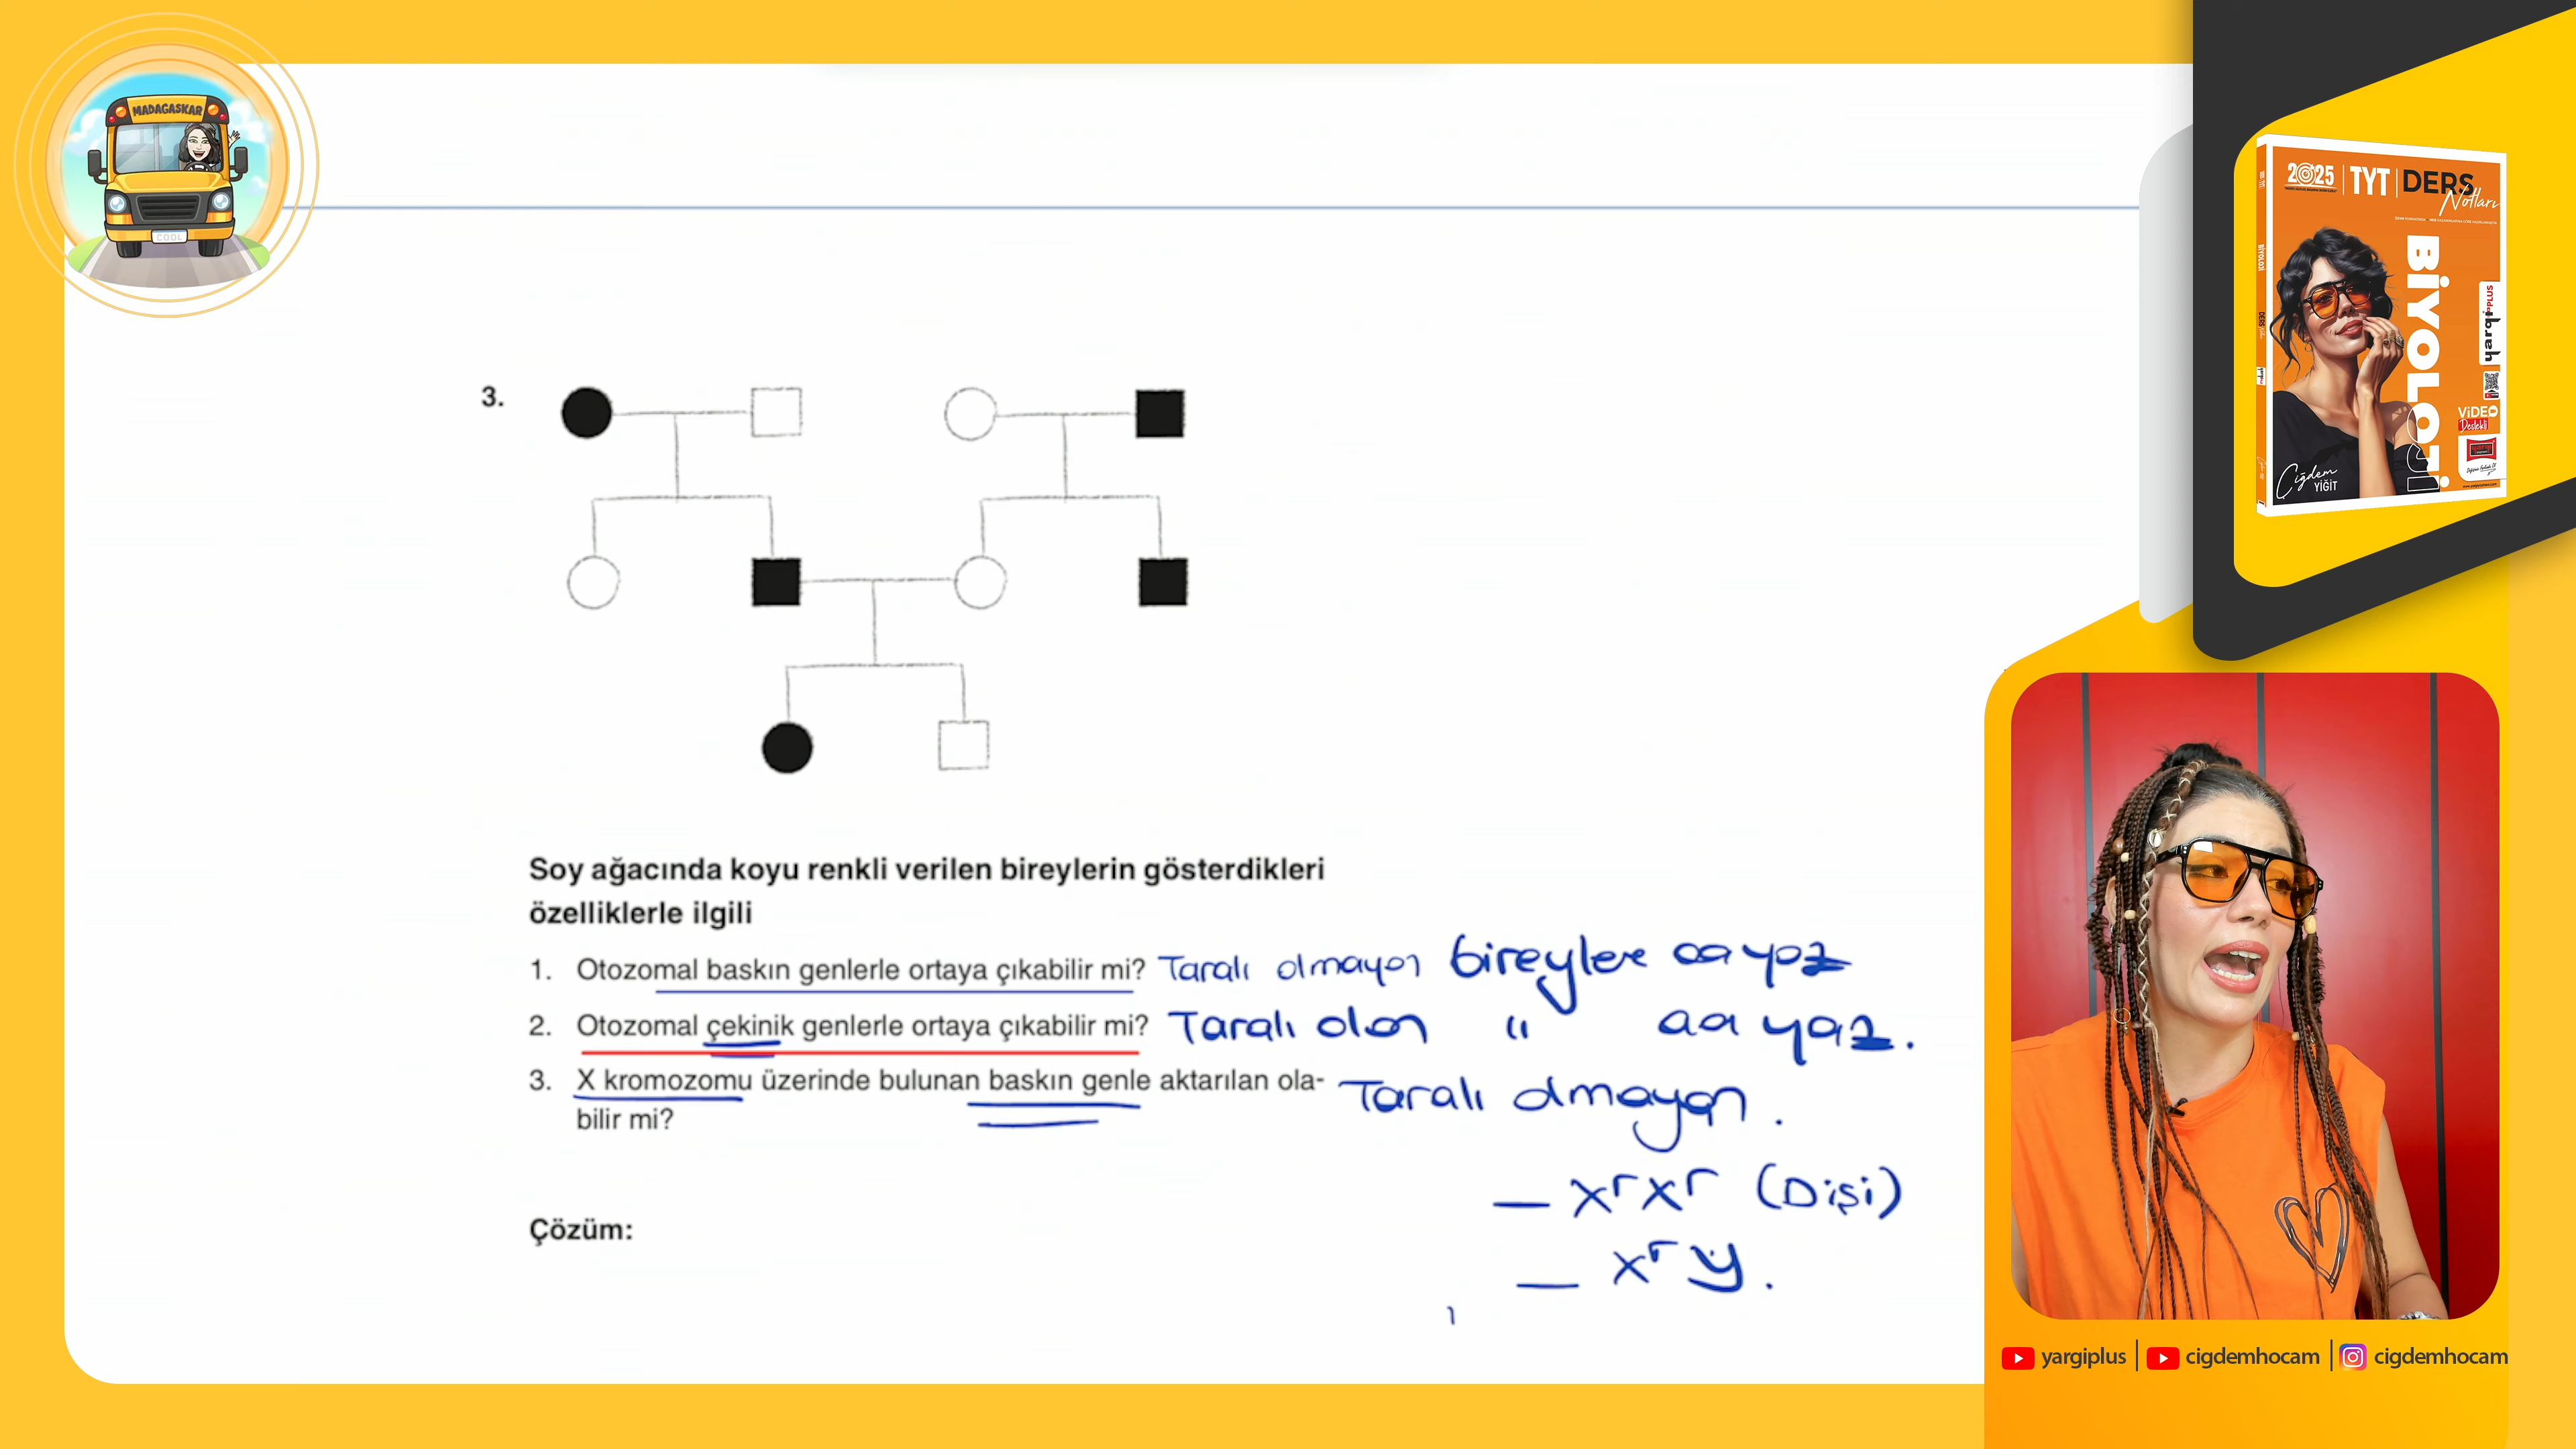 MADAGASKAR
COOL
2025 TYT DERS
Notları
BİYOLOJİ
yargı PLUS
VİDEO
Destekli
Çiğdem
YİĞİT
3.
Soy ağacında koyu renkli verilen bireylerin gösterdikleri
özelliklerle ilgili
1. Otozomal baskın genlerle ortaya çıkabilir mi? Taralı olmayan bireylere aa yaz
2. Otozomal çekinik genlerle ortaya çıkabilir mi? Taralı olan " aa yaz.
3. X kromozomu üzerinde bulunan baskın genle aktarılan ola- Taralı olmayan.
bilir mi?
— XʳXʳ (Dişi)
Çözüm:
— XʳY.
yargiplus | cigdemhocam | cigdemhocam